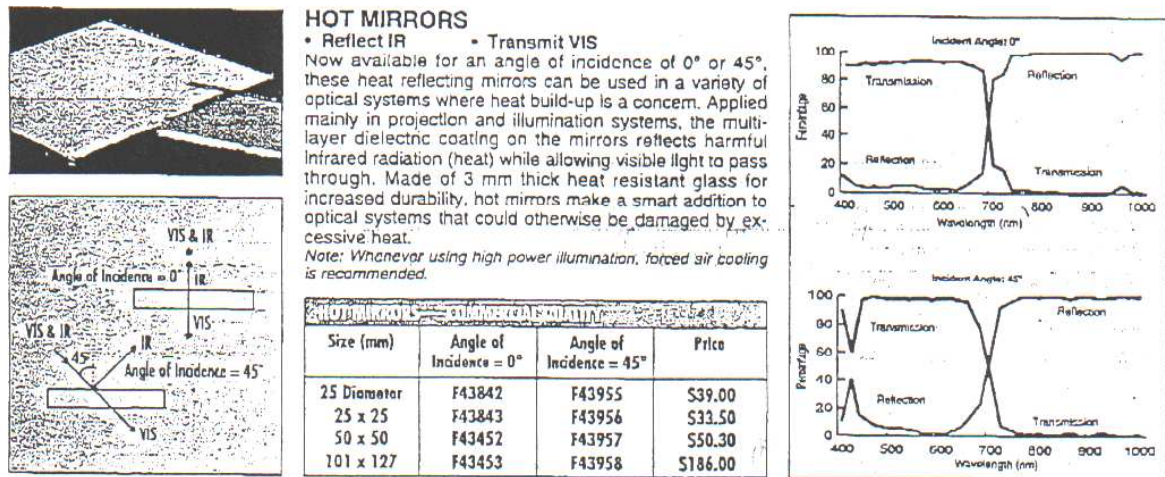 HOT MIRRORS
• Reflect IR • Transmit VIS
Now available for an angle of incidence of 0° or 45°,
these heat reflecting mirrors can be used in a variety of
optical systems where heat build-up is a concern. Applied
mainly in projection and illumination systems, the multi-
layer dielectric coating on the mirrors reflects harmful
infrared radiation (heat) while allowing visible light to pass
through. Made of 3 mm thick heat resistant glass for
increased durability, hot mirrors make a smart addition to
optical systems that could otherwise be damaged by ex-
cessive heat.
Note: Whenever using high power illumination, forced air cooling
is recommended.
VIS & IR
Angle of Incidence = 0°
IR
VIS
VIS & IR
IR
45°
Angle of Incidence = 45°
VIS
HOT MIRRORS — COMMERCIAL QUALITY
Size (mm) Angle of Incidence = 0° Angle of Incidence = 45° Price
25 Diameter F43842 F43955 $39.00
25 x 25 F43843 F43956 $33.50
50 x 50 F43452 F43957 $50.30
101 x 127 F43453 F43958 $186.00
Incident Angle: 0°
100
80
60
40
20
0
Percentage
Transmission
Reflection
Reflection
Transmission
400 500 600 700 800 900 1000
Wavelength (nm)
Incident Angle: 45°
100
80
60
40
20
0
Percentage
Transmission
Reflection
Reflection
Transmission
400 500 600 700 800 900 1000
Wavelength (nm)